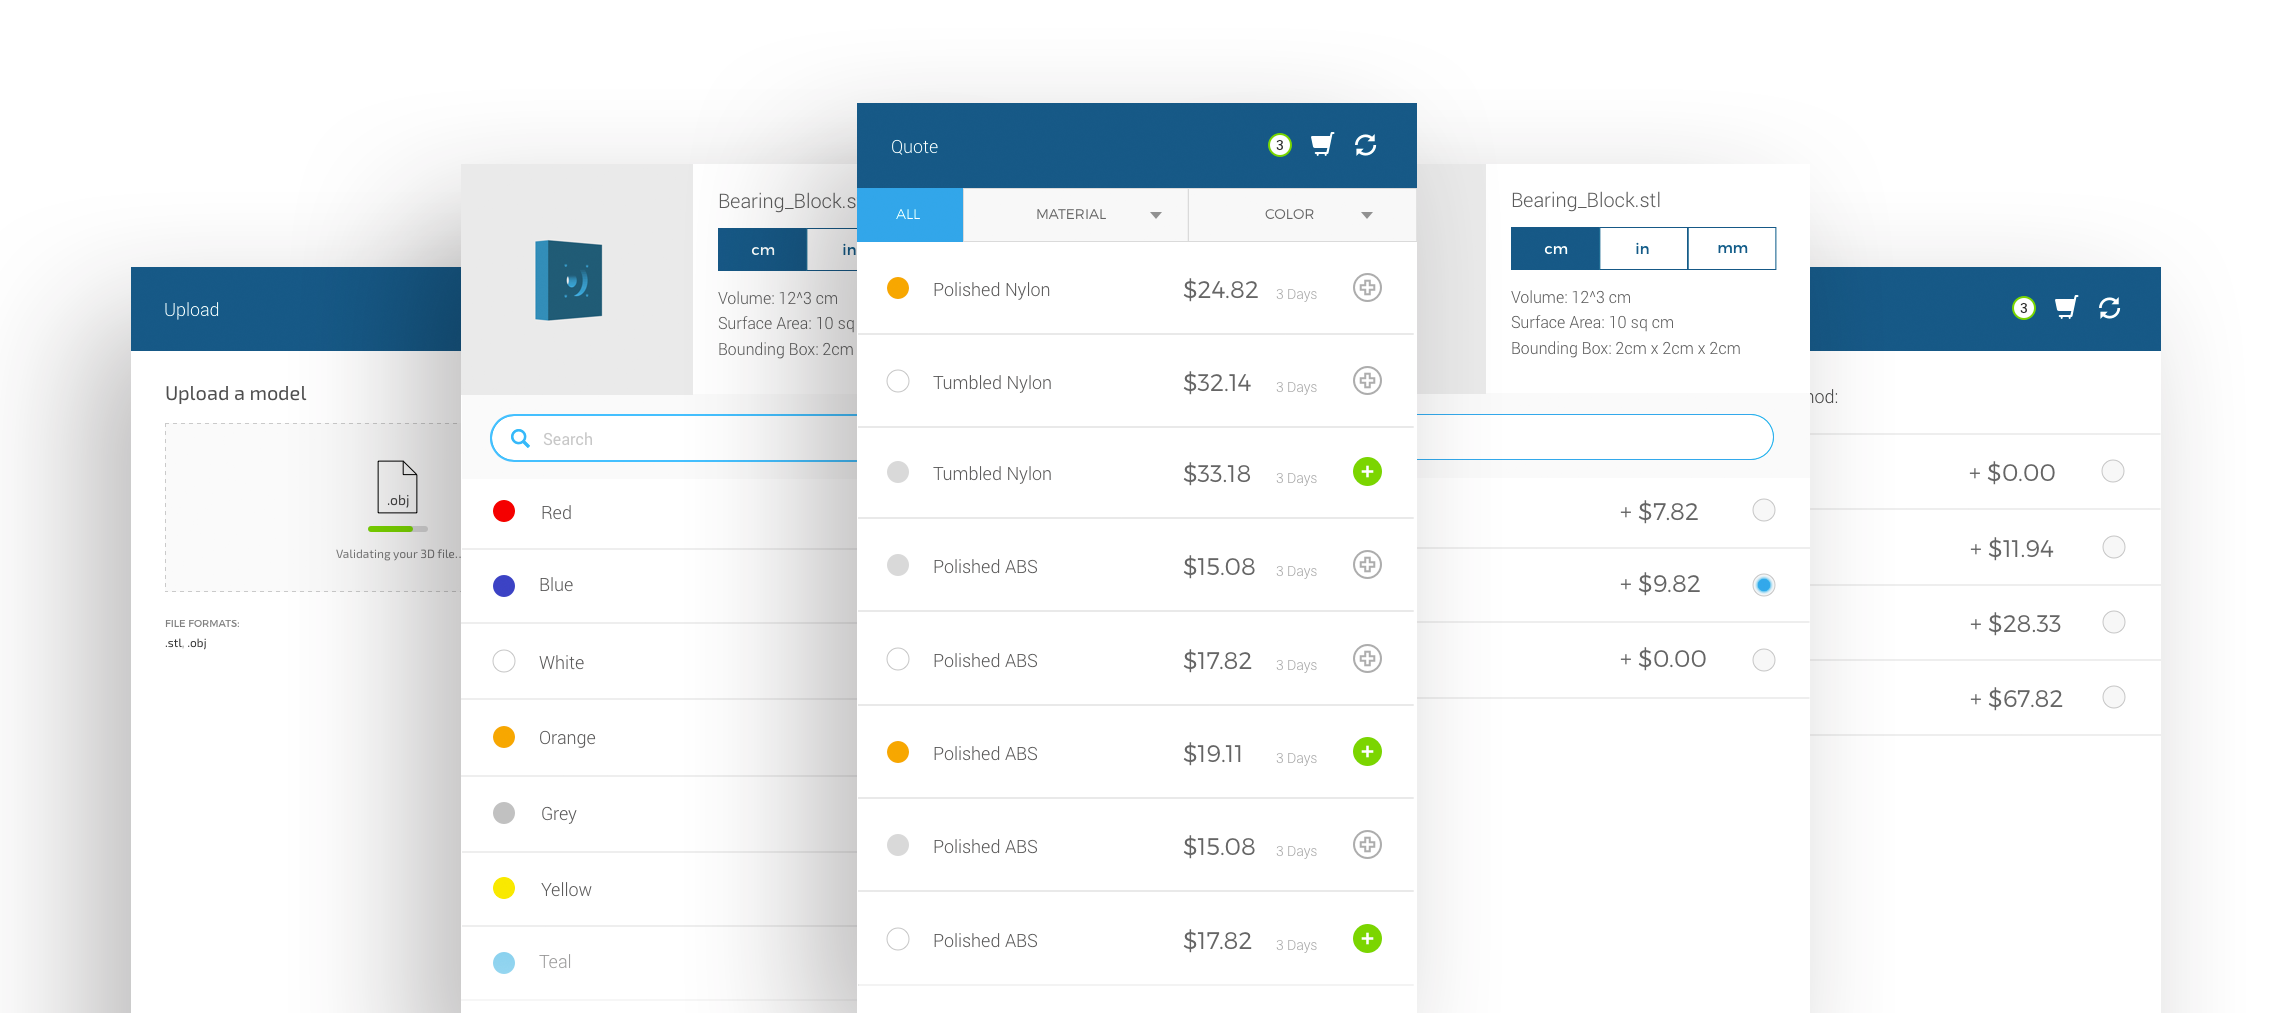 Upload
Upload a model
.obj
Validating your 3D file...
FILE FORMATS:
.stl, .obj
Bearing_Block.s
cm
in
Volume: 12^3 cm
Surface Area: 10 sq
Bounding Box: 2cm
Search
Red
Blue
White
Orange
Grey
Yellow
Teal
Quote
3
ALL
MATERIAL
COLOR
Polished Nylon $24.82 3 Days
Tumbled Nylon $32.14 3 Days
Tumbled Nylon $33.18 3 Days
Polished ABS $15.08 3 Days
Polished ABS $17.82 3 Days
Polished ABS $19.11 3 Days
Polished ABS $15.08 3 Days
Polished ABS $17.82 3 Days
Bearing_Block.stl
cm in mm
Volume: 12^3 cm
Surface Area: 10 sq cm
Bounding Box: 2cm x 2cm x 2cm
+ $7.82
+ $9.82
+ $0.00
3
+ $0.00
+ $11.94
+ $28.33
+ $67.82